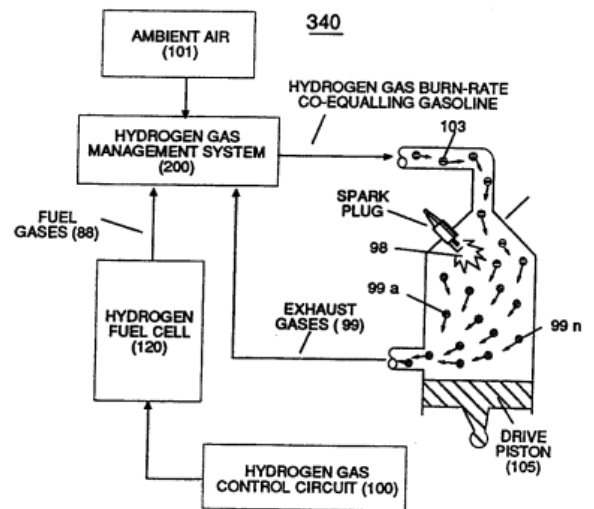 340
AMBIENT AIR
(101)
HYDROGEN GAS BURN-RATE
CO-EQUALLING GASOLINE
103
HYDROGEN GAS
MANAGEMENT SYSTEM
(200)
SPARK
PLUG
FUEL
GASES (88)
98
99 a
EXHAUST
GASES ( 99)
99 n
HYDROGEN
FUEL CELL
(120)
DRIVE
PISTON
(105)
HYDROGEN GAS
CONTROL CIRCUIT (100)